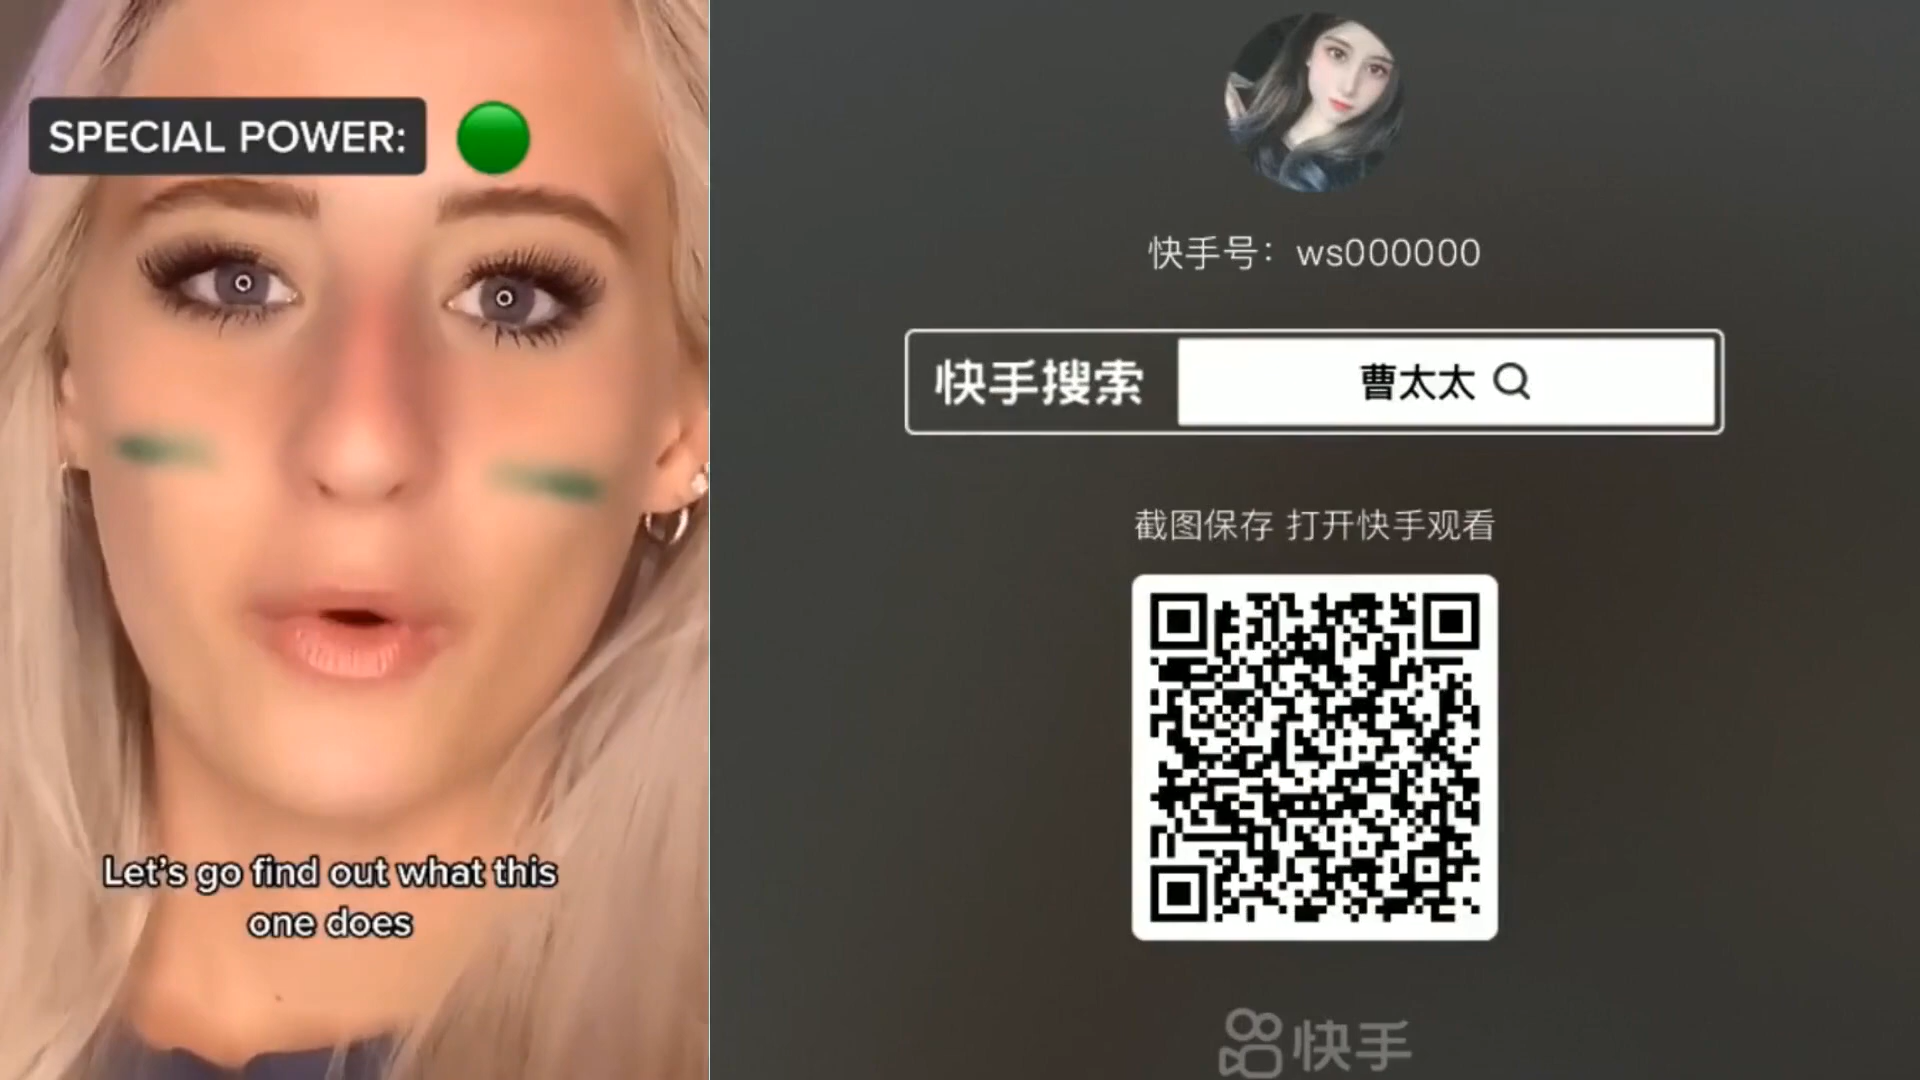 SPECIAL POWER:
Let's go find out what this
one does
快手号：ws000000
快手搜索
曹太太
截图保存 打开快手观看
快手